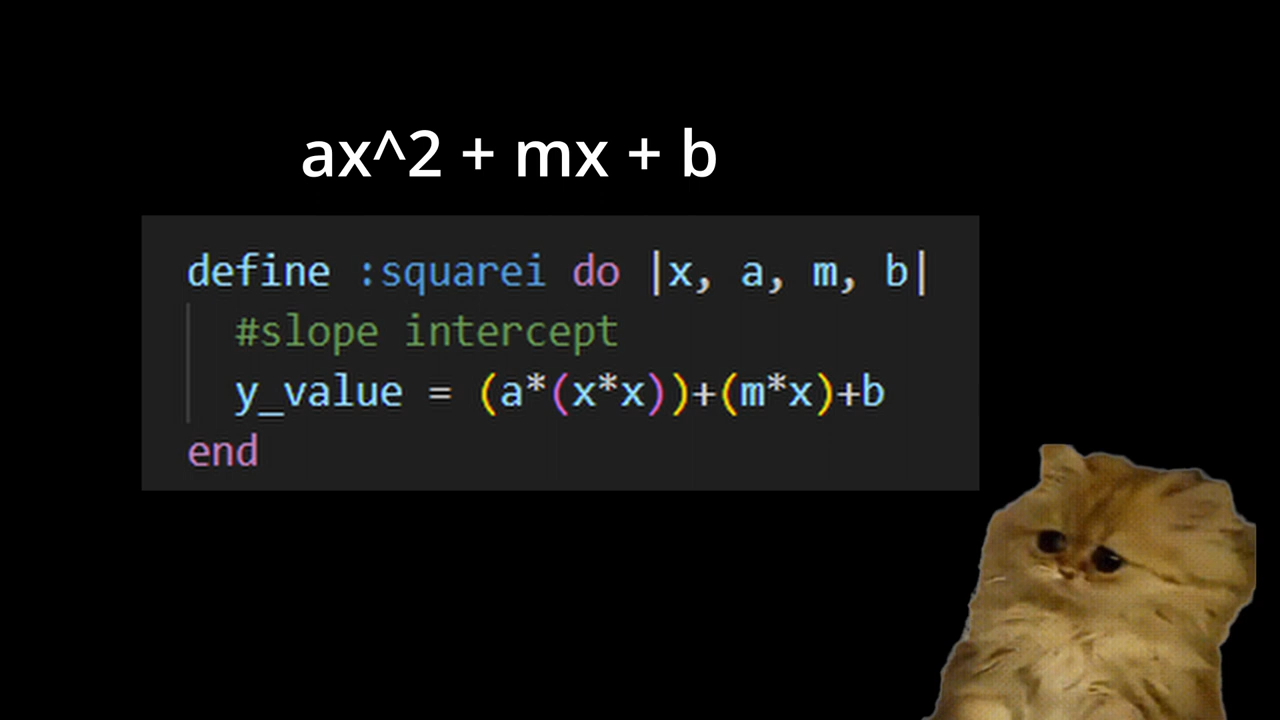 ax^2 + mx + b
define :squarei do |x, a, m, b|
#slope intercept
y_value = (a*(x*x))+(m*x)+b
end